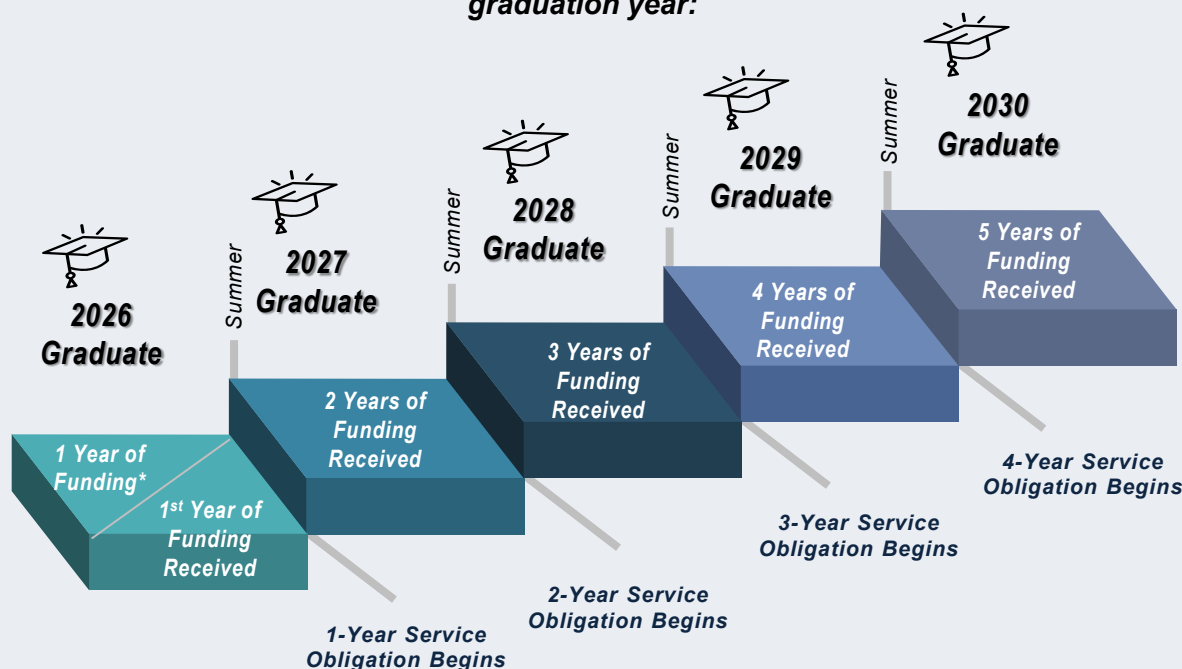 graduation year:
2026
Graduate
Summer
2027
Graduate
Summer
2028
Graduate
Summer
2029
Graduate
Summer
2030
Graduate
1 Year of
Funding*
1st Year of
Funding
Received
2 Years of
Funding
Received
3 Years of
Funding
Received
4 Years of
Funding
Received
5 Years of
Funding
Received
1-Year Service
Obligation Begins
2-Year Service
Obligation Begins
3-Year Service
Obligation Begins
4-Year Service
Obligation Begins